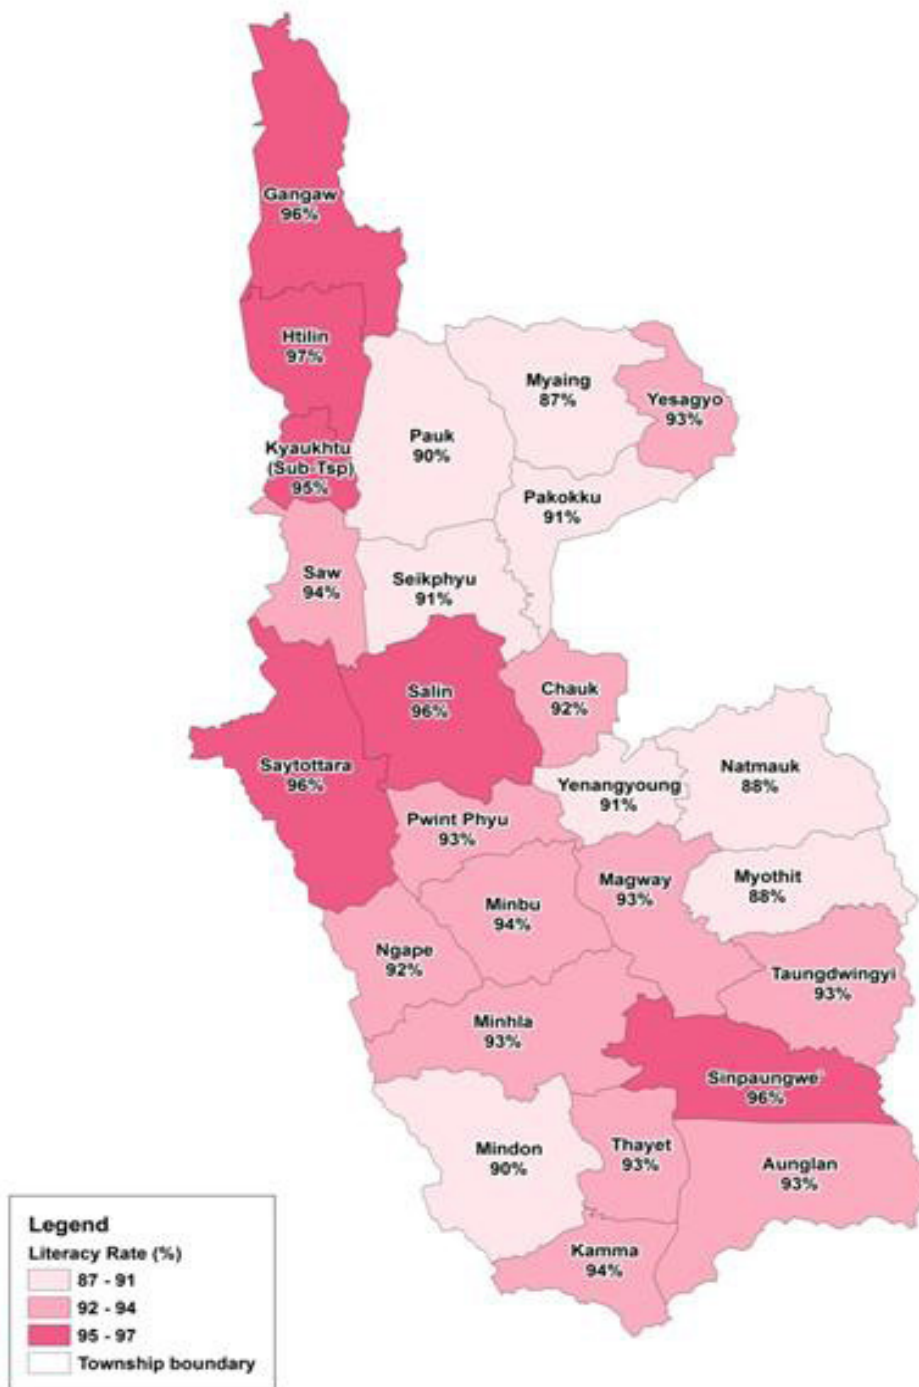 Gangaw
96%
Htilin
97%
Myaing
87%
Yesagyo
93%
Pauk
90%
Kyaukhtu
(Sub-Tsp)
95%
Pakokku
91%
Saw
94%
Seikphyu
91%
Salin
96%
Chauk
92%
Saytottara
96%
Yenangyoung
91%
Natmauk
88%
Pwint Phyu
93%
Magway
93%
Myothit
88%
Minbu
94%
Ngape
92%
Taungdwingyi
93%
Minhla
93%
Sinpaungwe
96%
Mindon
90%
Thayet
93%
Aunglan
93%
Kamma
94%
Legend
Literacy Rate (%)
87 - 91
92 - 94
95 - 97
Township boundary